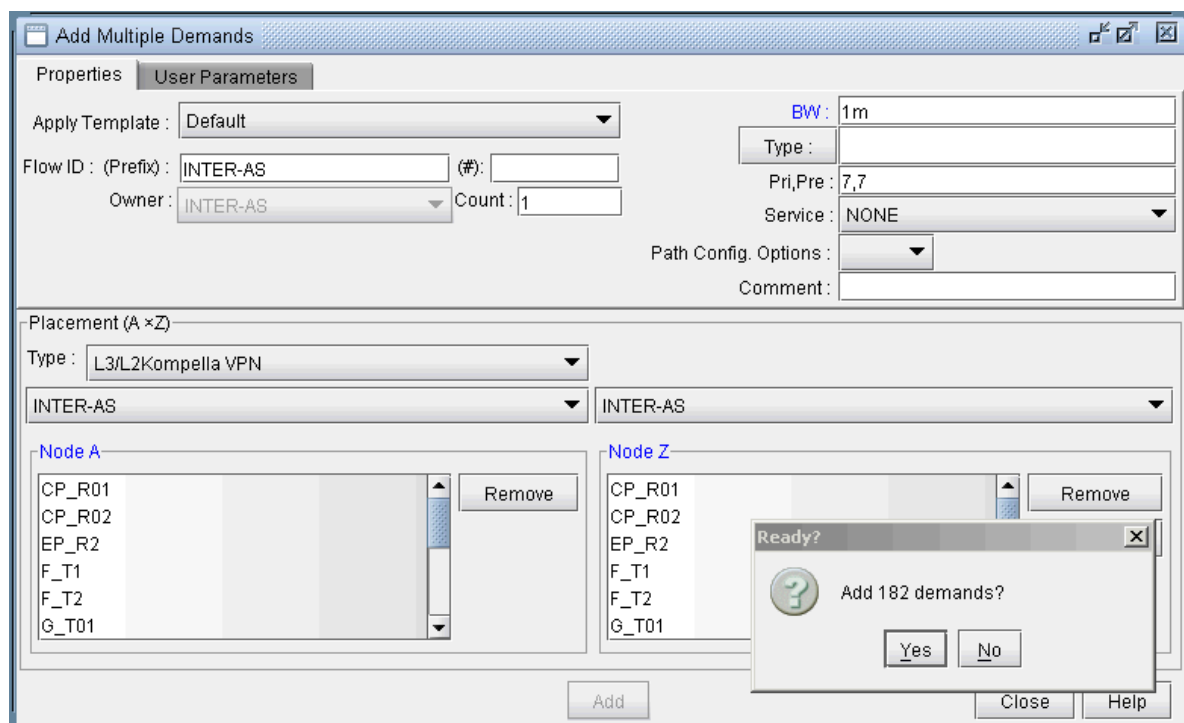 Add Multiple Demands
Properties
User Parameters
Apply Template : Default
BW : 1m
Type :
Flow ID : (Prefix) : INTER-AS (#):
Pri,Pre : 7,7
Owner : INTER-AS Count : 1
Service : NONE
Path Config. Options :
Comment :
Placement (A ×Z)
Type : L3/L2Kompella VPN
INTER-AS
INTER-AS
Node A
CP_R01
CP_R02
EP_R2
F_T1
F_T2
G_T01
Remove
Node Z
CP_R01
CP_R02
EP_R2
F_T1
F_T2
G_T01
Remove
Ready?
Add 182 demands?
Yes
No
Add
Close
Help